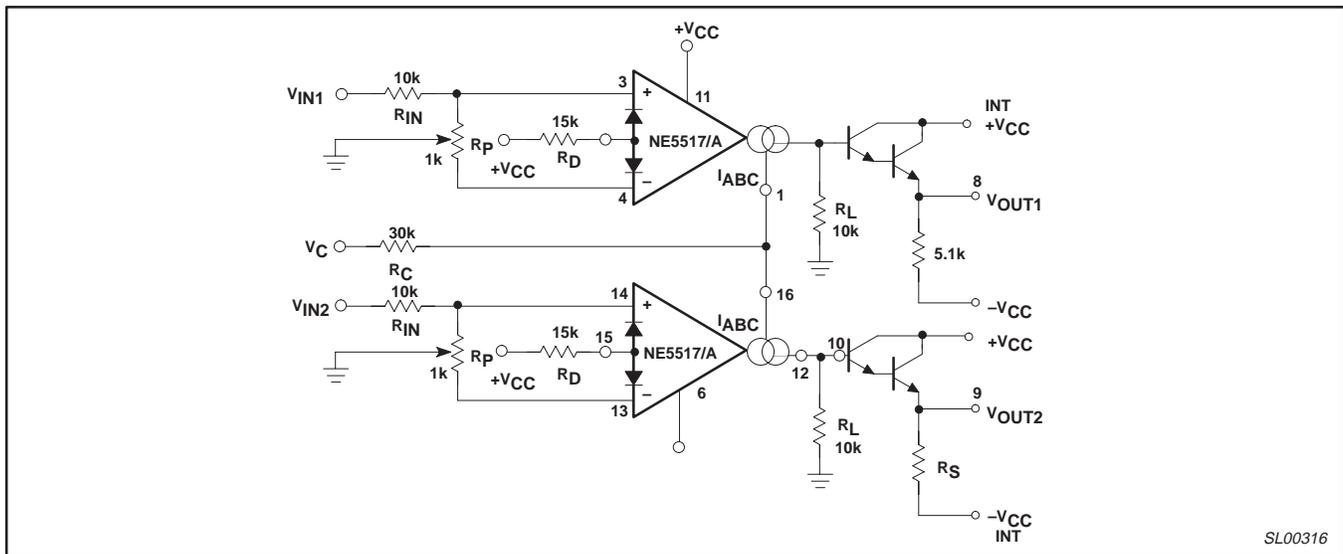 +VCC
VIN1
10k
RIN
3
+
11
INT
+VCC
1k
RP
+VCC
15k
RD
NE5517/A
–
4
IABC
1
RL
10k
8
VOUT1
5.1k
–VCC
VC
30k
RC
VIN2
10k
RIN
14
+
16
IABC
+VCC
1k
RP
+VCC
15k
RD
15
NE5517/A
–
13
6
12
10
RL
10k
9
VOUT2
RS
–VCC
INT
SL00316